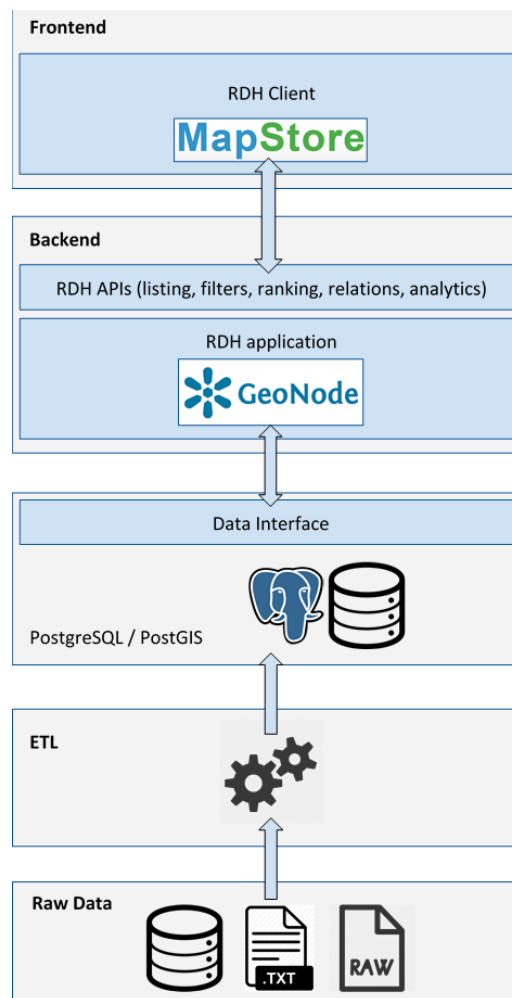 Frontend
RDH Client
MapStore
Backend
RDH APIs (listing, filters, ranking, relations, analytics)
RDH application
GeoNode
Data Interface
PostgreSQL / PostGIS
ETL
Raw Data
.TXT
RAW